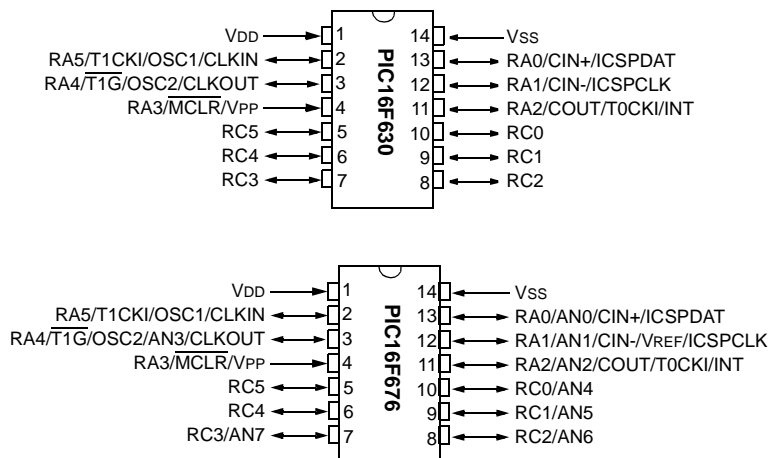 VDD 1 14 VSS
RA5/T1CKI/OSC1/CLKIN 2 13 RA0/CIN+/ICSPDAT
RA4/T1G/OSC2/CLKOUT 3 12 RA1/CIN-/ICSPCLK
RA3/MCLR/VPP 4 11 RA2/COUT/T0CKI/INT
RC5 5 10 RC0
RC4 6 9 RC1
RC3 7 8 RC2
PIC16F630
VDD 1 14 VSS
RA5/T1CKI/OSC1/CLKIN 2 13 RA0/AN0/CIN+/ICSPDAT
RA4/T1G/OSC2/AN3/CLKOUT 3 12 RA1/AN1/CIN-/VREF/ICSPCLK
RA3/MCLR/VPP 4 11 RA2/AN2/COUT/T0CKI/INT
RC5 5 10 RC0/AN4
RC4 6 9 RC1/AN5
RC3/AN7 7 8 RC2/AN6
PIC16F676